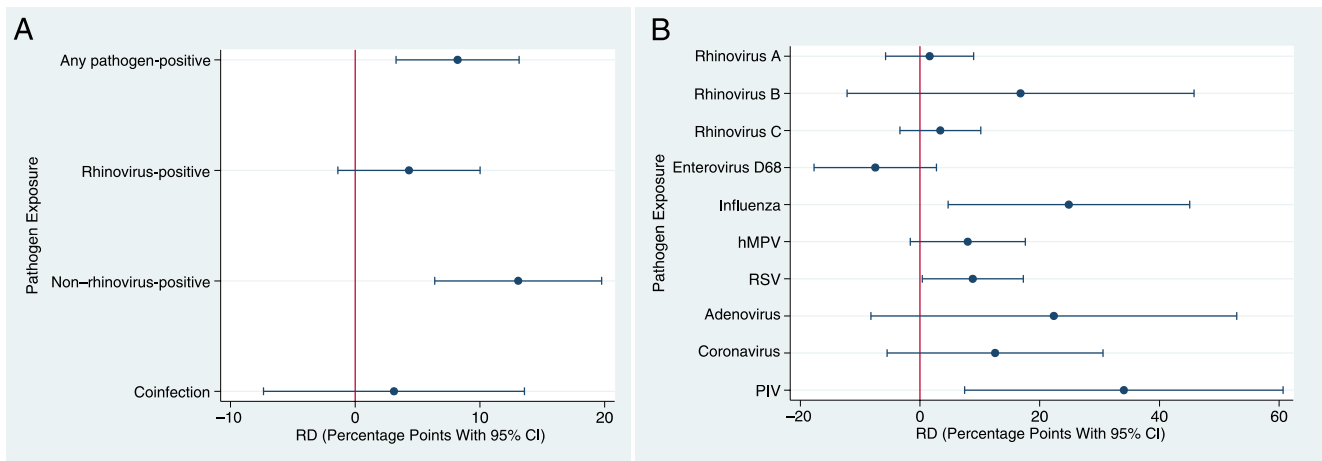 A
Pathogen Exposure
Any pathogen-positive
Rhinovirus-positive
Non–rhinovirus-positive
Coinfection
−10 0 10 20
RD (Percentage Points With 95% CI)
B
Pathogen Exposure
Rhinovirus A
Rhinovirus B
Rhinovirus C
Enterovirus D68
Influenza
hMPV
RSV
Adenovirus
Coronavirus
PIV
−20 0 20 40 60
RD (Percentage Points With 95% CI)